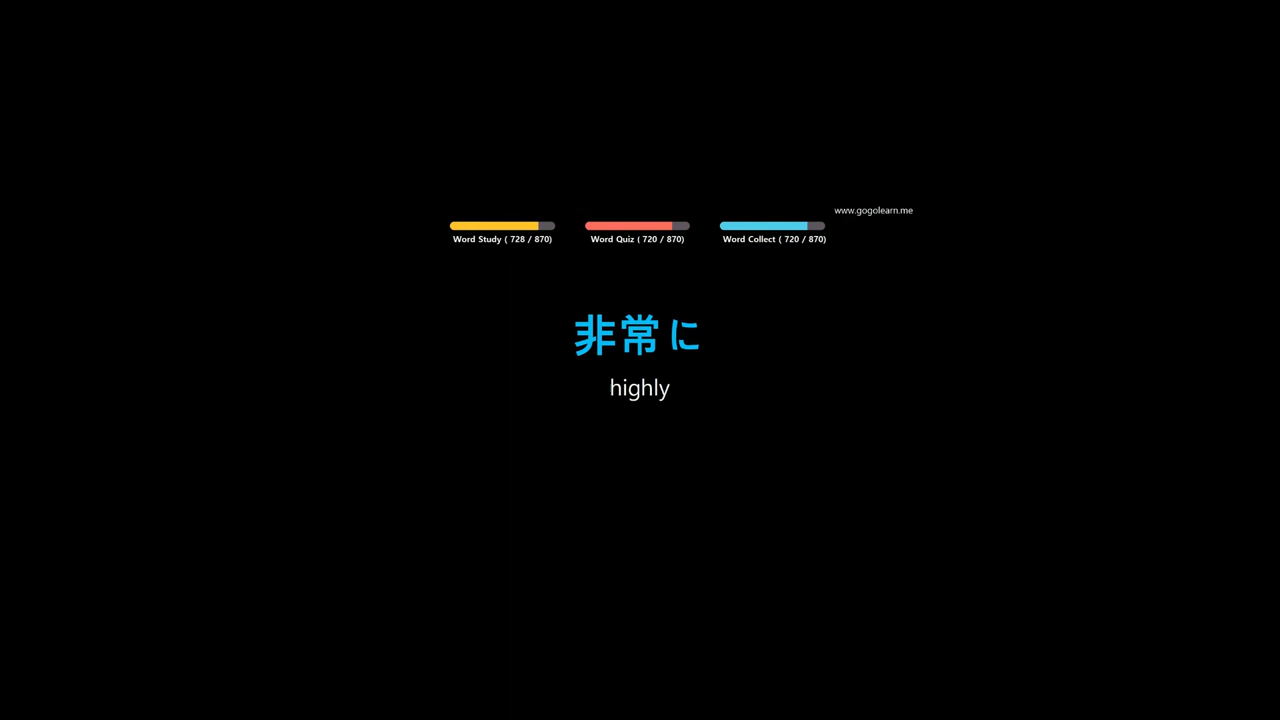 www.gogolearn.me
Word Study ( 728 / 870)
Word Quiz ( 720 / 870)
Word Collect ( 720 / 870)
非常に
highly